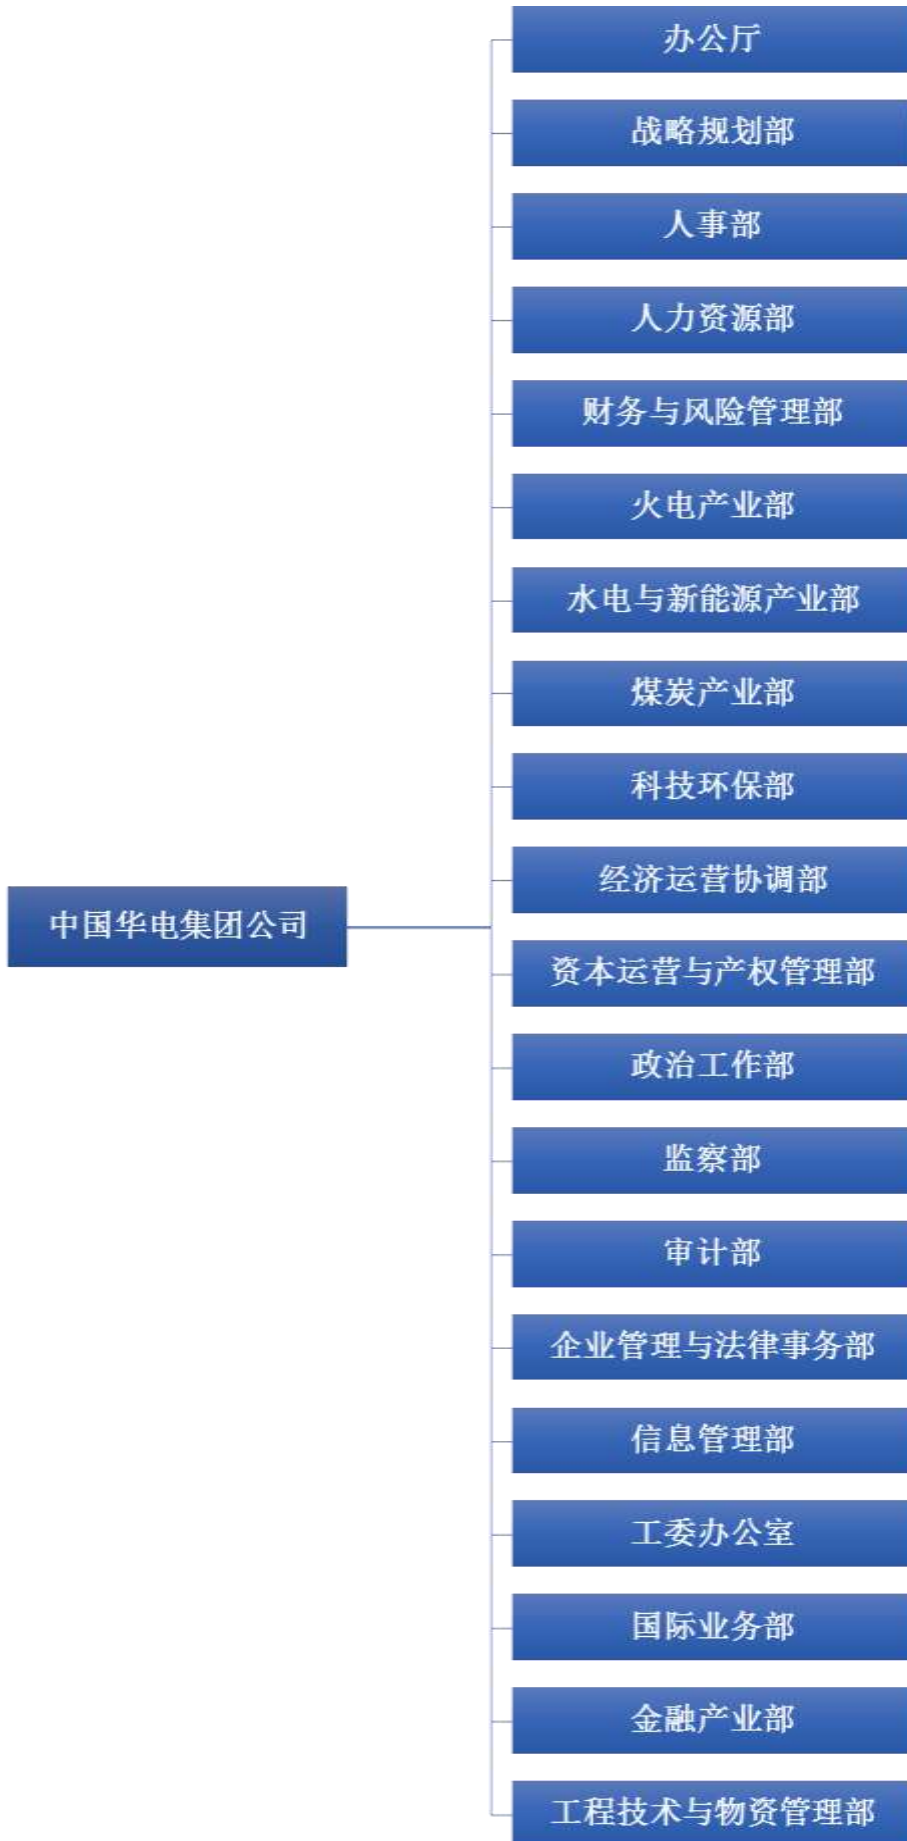 办公厅
战略规划部
人事部
人力资源部
财务与风险管理部
火电产业部
水电与新能源产业部
煤炭产业部
科技环保部
经济运营协调部
中国华电集团公司
资本运营与产权管理部
政治工作部
监察部
审计部
企业管理与法律事务部
信息管理部
工委办公室
国际业务部
金融产业部
工程技术与物资管理部